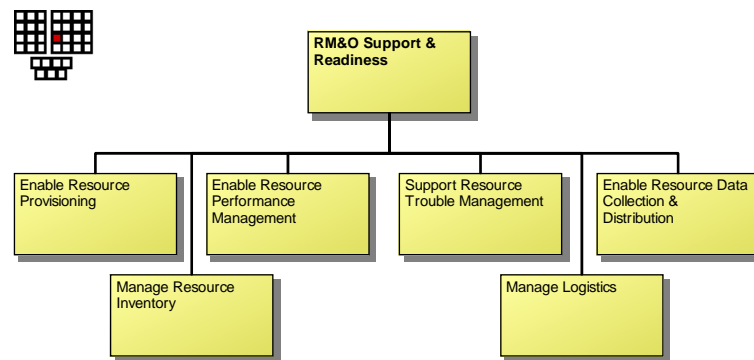 RM&O Support &
Readiness
Enable Resource
Provisioning
Enable Resource
Performance
Management
Support Resource
Trouble Management
Enable Resource Data
Collection &
Distribution
Manage Resource
Inventory
Manage Logistics